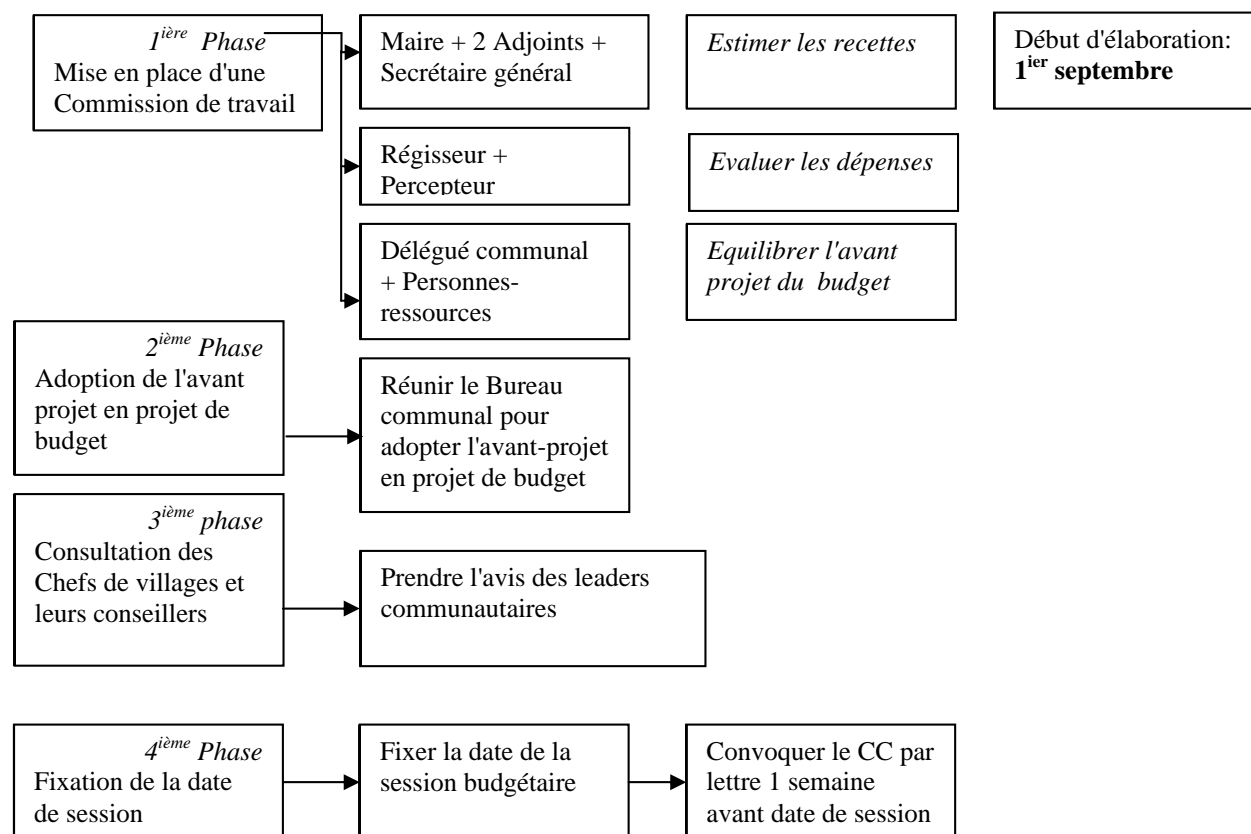 1ière Phase
Mise en place d'une
Commission de travail
Maire + 2 Adjoints +
Secrétaire général
Estimer les recettes
Début d'élaboration:
1ier septembre
Régisseur +
Percepteur
Evaluer les dépenses
Délégué communal
+ Personnes-
ressources
Equilibrer l'avant
projet du budget
2ième Phase
Adoption de l'avant
projet en projet de
budget
Réunir le Bureau
communal pour
adopter l'avant-projet
en projet de budget
3ième phase
Consultation des
Chefs de villages et
leurs conseillers
Prendre l'avis des leaders
communautaires
4ième Phase
Fixation de la date
de session
Fixer la date de la
session budgétaire
Convoquer le CC par
lettre 1 semaine
avant date de session